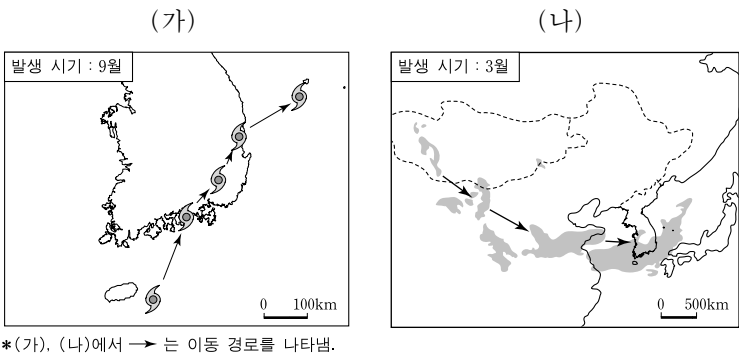 (가)
(나)
발생 시기 : 9월
발생 시기 : 3월
0 100km
0 500km
*(가), (나)에서 → 는 이동 경로를 나타냄.